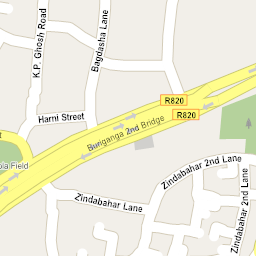 K.P. Ghosh Road
Bagdasha Lane
R820
R820
Harni Street
Buriganga 2nd Bridge
Field
Zindabahar 2nd Lane
Zindabahar Lane
Zindabahar 2nd Lane